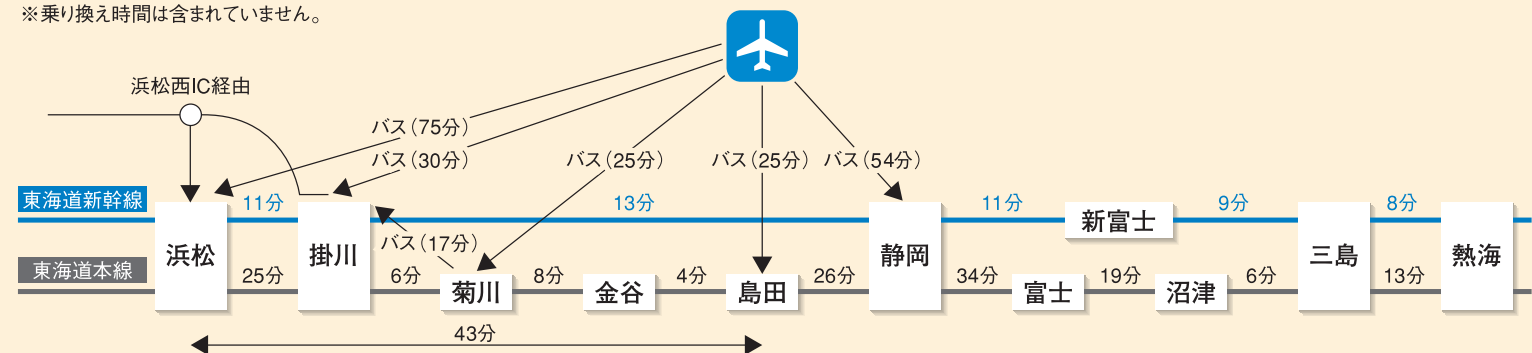 ※乗り換え時間は含まれていません。
浜松西IC経由
バス（75分）
バス（30分）
バス（25分）
バス（25分）
バス（54分）
東海道新幹線
11分
13分
11分
9分
8分
浜松
掛川
バス（17分）
静岡
新富士
三島
熱海
東海道本線
25分
6分
菊川
8分
金谷
4分
島田
26分
34分
富士
19分
沼津
6分
13分
43分